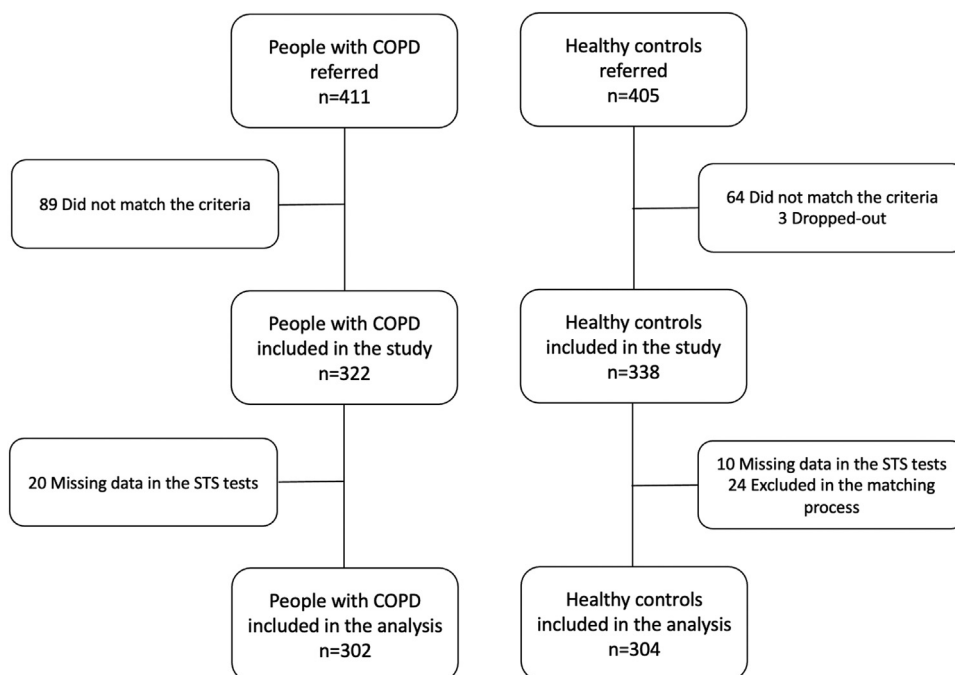 People with COPD
referred
n=411
Healthy controls
referred
n=405
89 Did not match the criteria
64 Did not match the criteria
3 Dropped-out
People with COPD
included in the study
n=322
Healthy controls
included in the study
n=338
20 Missing data in the STS tests
10 Missing data in the STS tests
24 Excluded in the matching
process
People with COPD
included in the analysis
n=302
Healthy controls
included in the analysis
n=304